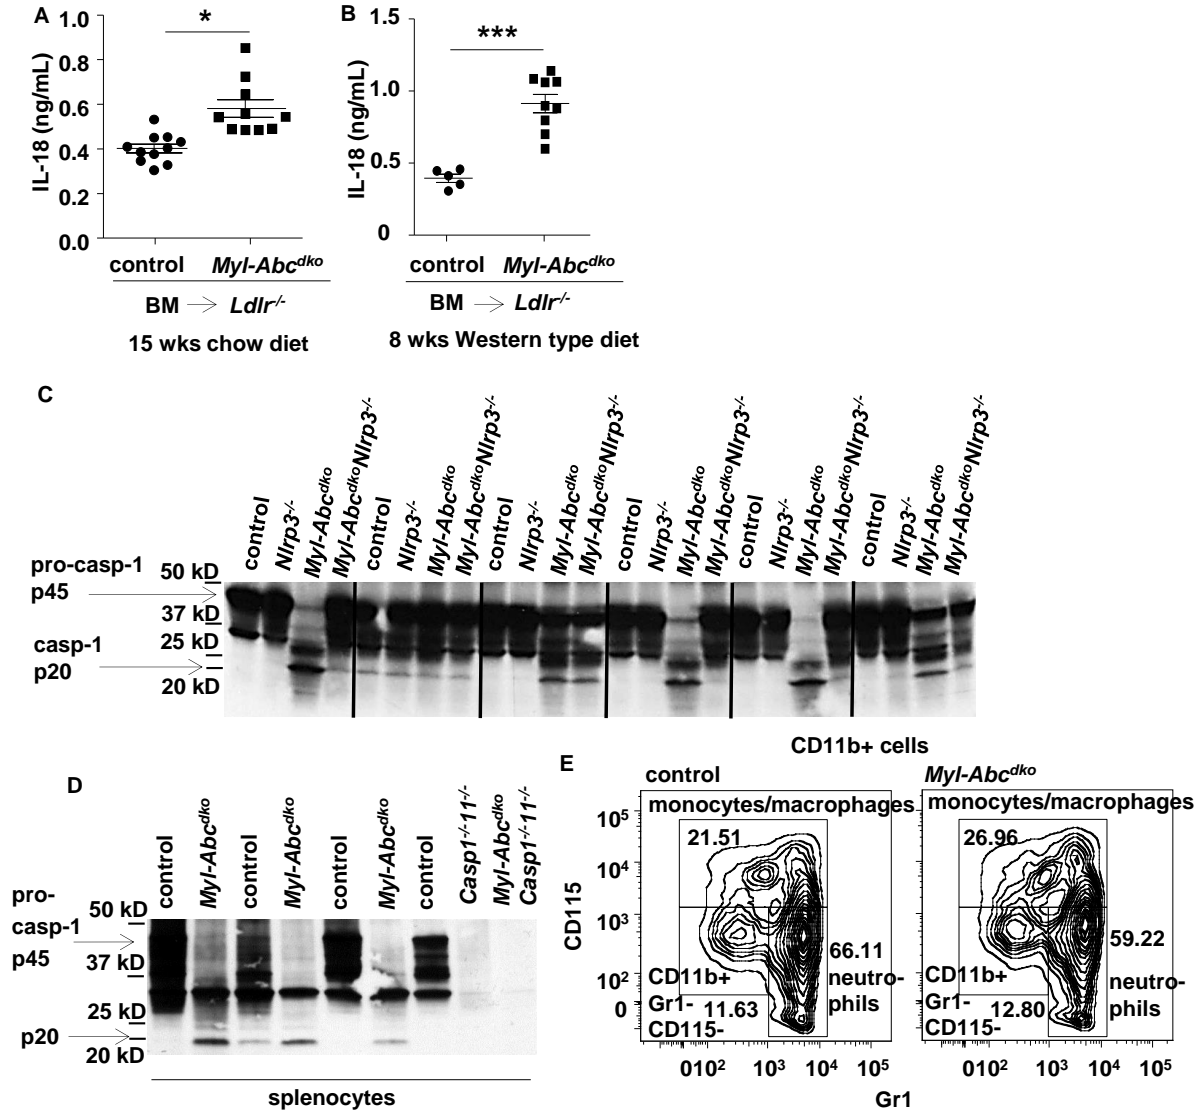 A
1.0
0.8
0.6
0.4
0.2
0.0
IL-18 (ng/mL)
*
control
Myl-Abcdko
BM → Ldlr-/-
15 wks chow diet
B
1.5
1.0
0.5
0
IL-18 (ng/mL)
***
control
Myl-Abcdko
BM → Ldlr-/-
8 wks Western type diet
C
control
Nlrp3-/-
Myl-Abcdko
Myl-AbcdkoNlrp3-/-
control
Nlrp3-/-
Myl-Abcdko
Myl-AbcdkoNlrp3-/-
control
Nlrp3-/-
Myl-Abcdko
Myl-AbcdkoNlrp3-/-
control
Nlrp3-/-
Myl-Abcdko
Myl-AbcdkoNlrp3-/-
control
Nlrp3-/-
Myl-Abcdko
Myl-AbcdkoNlrp3-/-
control
Nlrp3-/-
Myl-Abcdko
Myl-AbcdkoNlrp3-/-
pro-casp-1
p45
casp-1
p20
50 kD
37 kD
25 kD
20 kD
CD11b+ cells
D
control
Myl-Abcdko
control
Myl-Abcdko
control
Myl-Abcdko
control
Casp1-/-11-/-
Myl-Abcdko
Casp1-/-11-/-
pro-
casp-1
p45
p20
50 kD
37 kD
25 kD
20 kD
splenocytes
E
control
monocytes/macrophages
21.51
66.11
neutro-
phils
CD11b+
Gr1-
CD115-
11.63
Myl-Abcdko
monocytes/macrophages
26.96
59.22
neutro-
phils
CD11b+
Gr1-
CD115-
12.80
CD115
105
104
103
102
0
0102 103 104 105
0102 103 104 105
Gr1